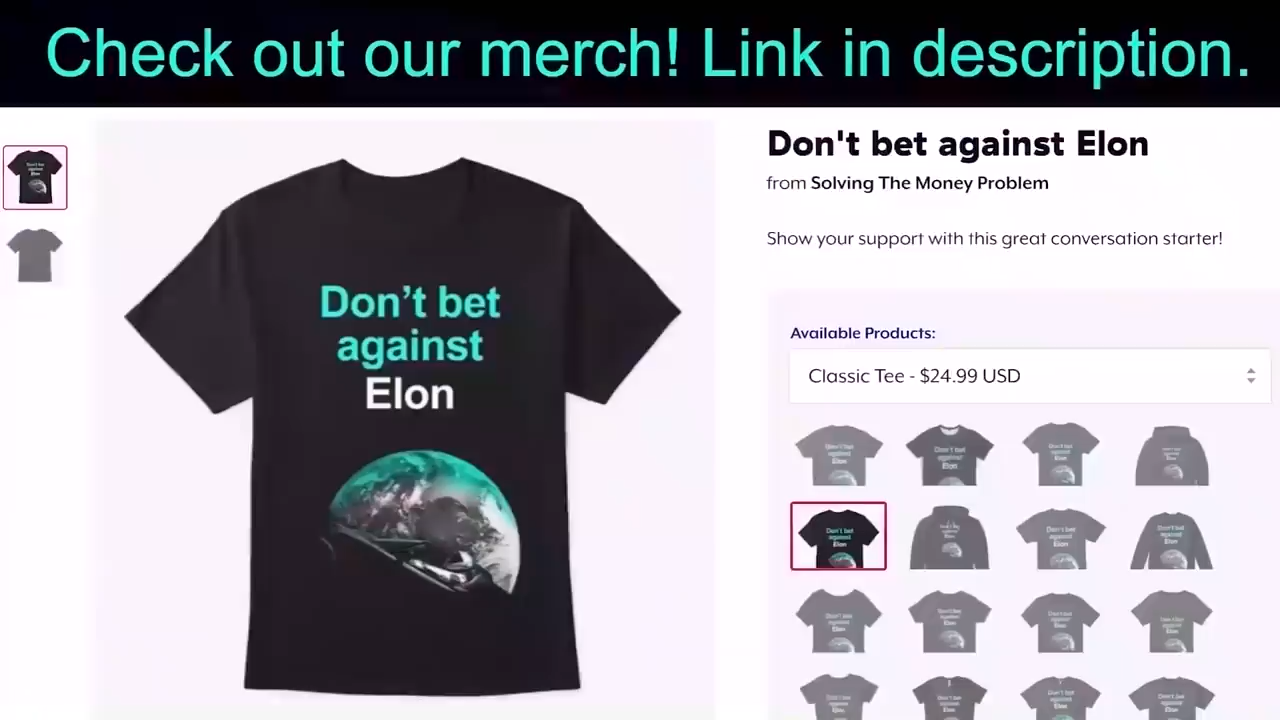 Check out our merch! Link in description.
Don't bet against Elon
from Solving The Money Problem
Show your support with this great conversation starter!
Don't bet
against
Elon
Available Products:
Classic Tee - $24.99 USD